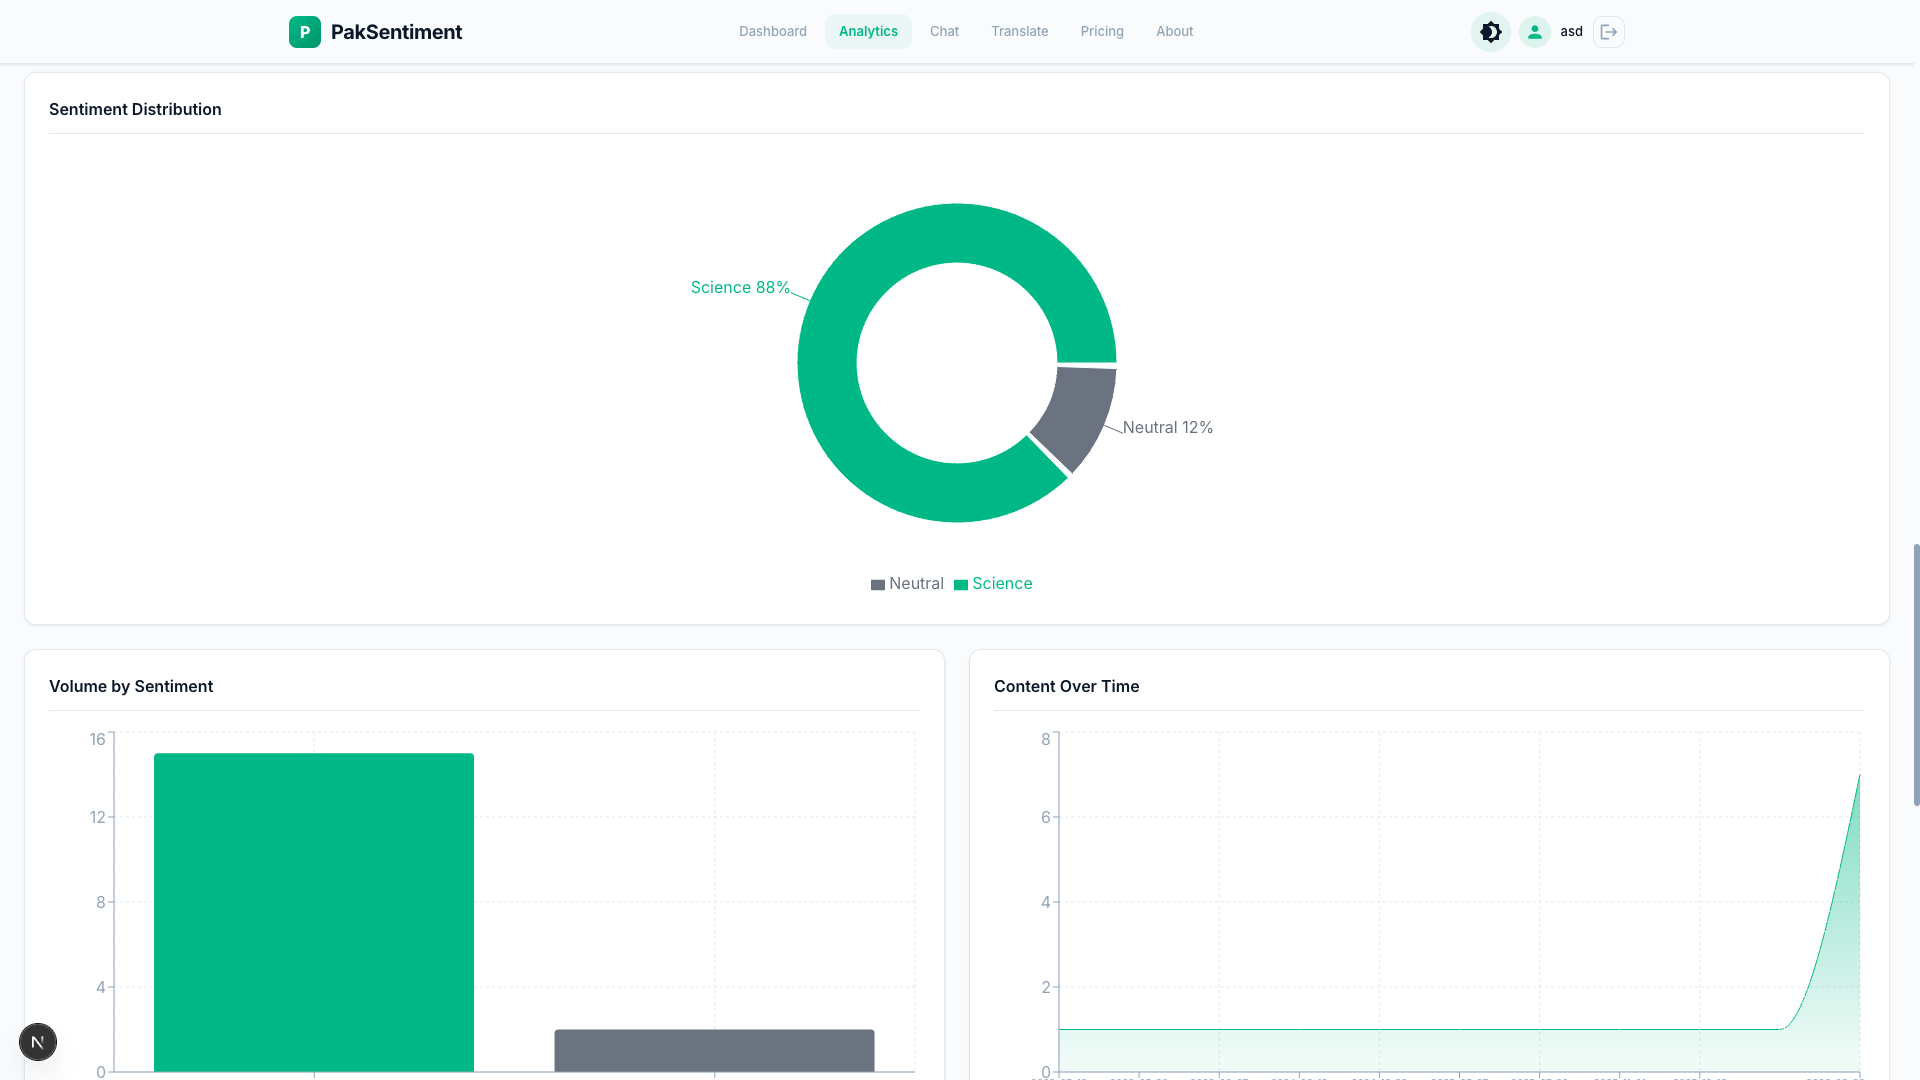 P PakSentiment Dashboard Analytics Chat Translate Pricing About asd
Sentiment Distribution
Science 88%
Neutral 12%
Neutral Science
Volume by Sentiment
16
12
8
4
0
Content Over Time
8
6
4
2
0
N